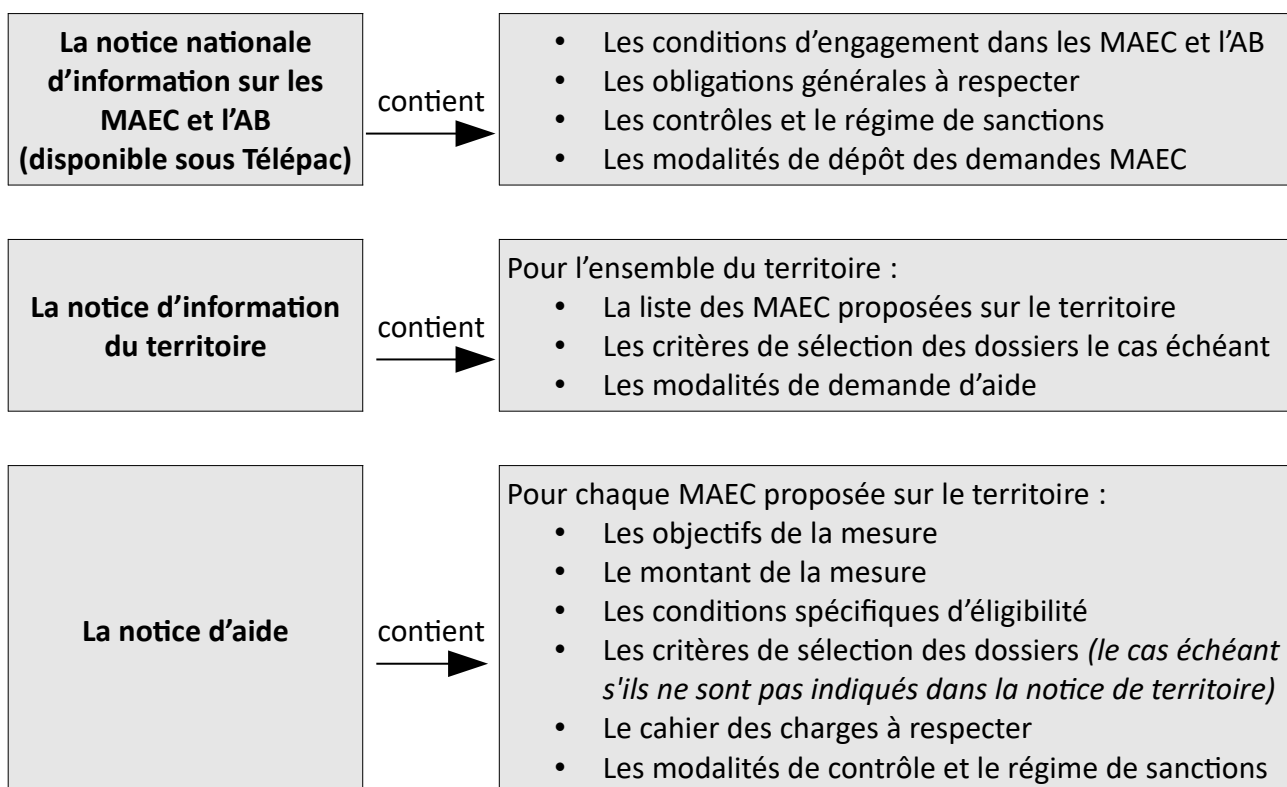 La notice nationale
d’information sur les
MAEC et l’AB
(disponible sous Télépac)
contient
• Les conditions d’engagement dans les MAEC et l’AB
• Les obligations générales à respecter
• Les contrôles et le régime de sanctions
• Les modalités de dépôt des demandes MAEC
La notice d’information
du territoire
contient
Pour l’ensemble du territoire :
• La liste des MAEC proposées sur le territoire
• Les critères de sélection des dossiers le cas échéant
• Les modalités de demande d’aide
La notice d’aide
contient
Pour chaque MAEC proposée sur le territoire :
• Les objectifs de la mesure
• Le montant de la mesure
• Les conditions spécifiques d’éligibilité
• Les critères de sélection des dossiers (le cas échéant
s'ils ne sont pas indiqués dans la notice de territoire)
• Le cahier des charges à respecter
• Les modalités de contrôle et le régime de sanctions